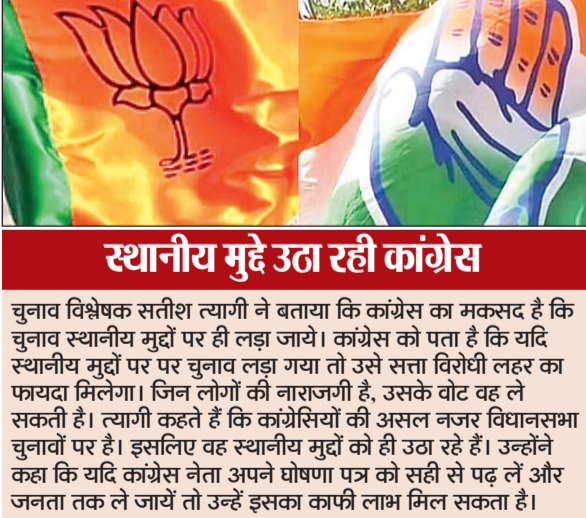 स्थानीय मुद्दे उठा रही कांग्रेस
चुनाव विश्लेषक सतीश त्यागी ने बताया कि कांग्रेस का मकसद है कि
चुनाव स्थानीय मुद्दों पर ही लड़ा जाये। कांग्रेस को पता है कि यदि
स्थानीय मुद्दों पर पर चुनाव लड़ा गया तो उसे सत्ता विरोधी लहर का
फायदा मिलेगा। जिन लोगों की नाराजगी है, उसके वोट वह ले
सकती है। त्यागी कहते हैं कि कांग्रेसियों की असल नजर विधानसभा
चुनावों पर है। इसलिए वह स्थानीय मुद्दों को ही उठा रहे हैं। उन्होंने
कहा कि यदि कांग्रेस नेता अपने घोषणा पत्र को सही से पढ़ लें और
जनता तक ले जायें तो उन्हें इसका काफी लाभ मिल सकता है।